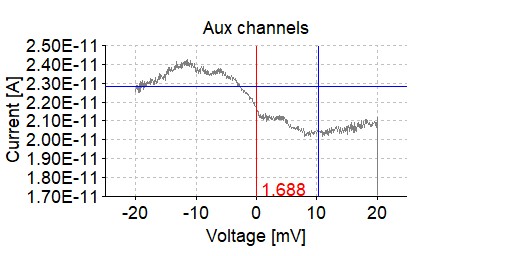 Aux channels
2.50E-11
2.40E-11
2.30E-11
2.20E-11
2.10E-11
2.00E-11
1.90E-11
1.80E-11
1.70E-11
Current [A]
1.688
-20 -10 0 10 20
Voltage [mV]